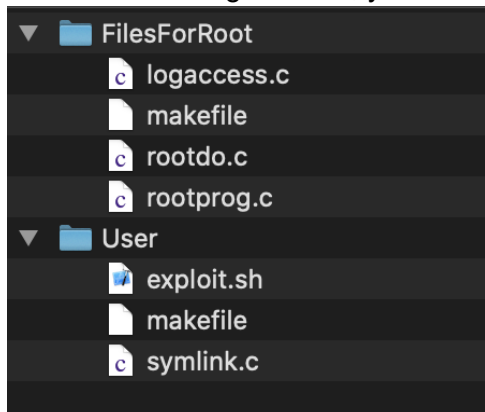 FilesForRoot
c logaccess.c
makefile
c rootdo.c
c rootprog.c
User
exploit.sh
makefile
c symlink.c